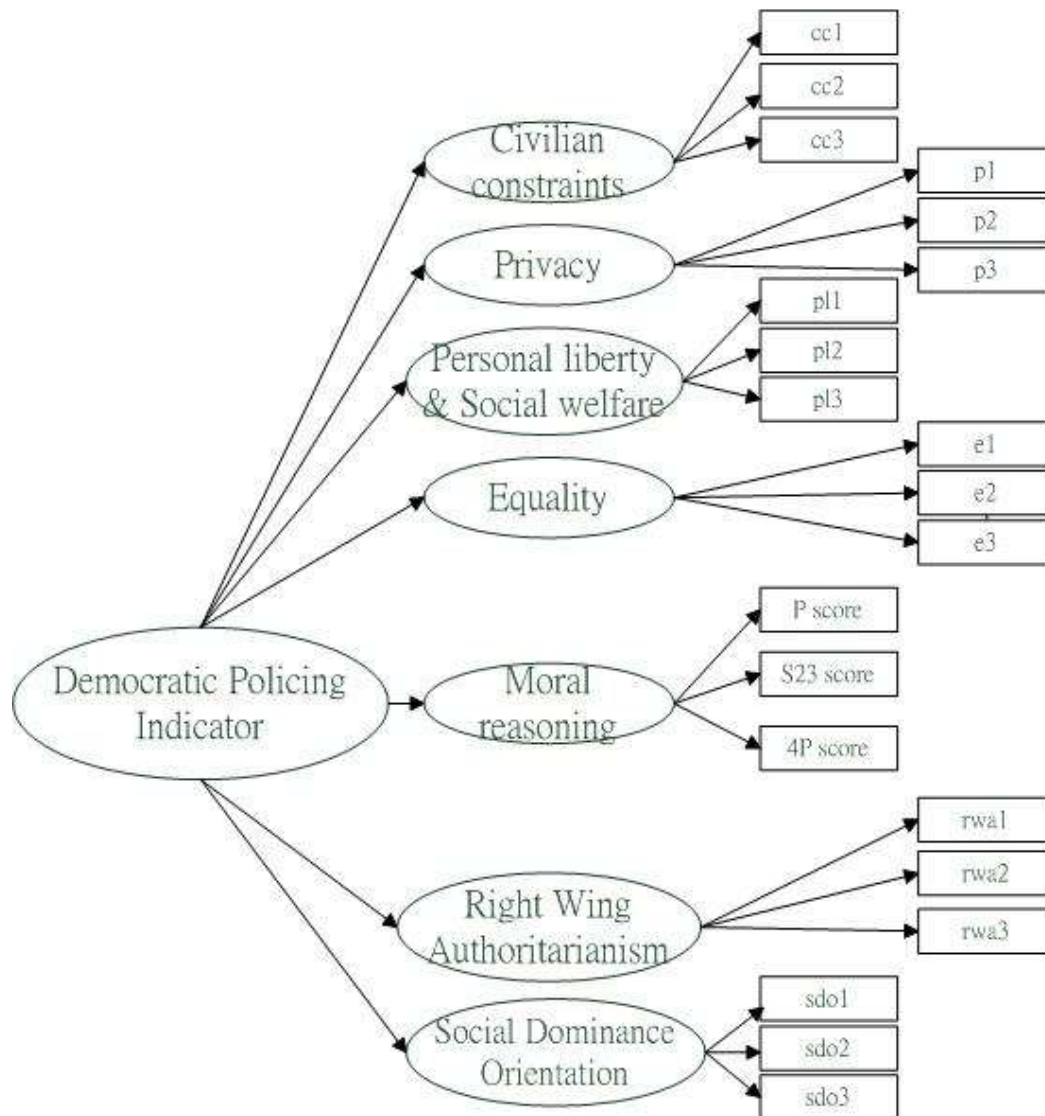 cc1
cc2
cc3
Civilian
constraints
p1
p2
p3
Privacy
pl1
pl2
pl3
Personal liberty
& Social welfare
e1
e2
e3
Equality
P score
S23 score
4P score
Moral
reasoning
Democratic Policing
Indicator
rwa1
rwa2
rwa3
Right Wing
Authoritarianism
sdo1
sdo2
sdo3
Social Dominance
Orientation